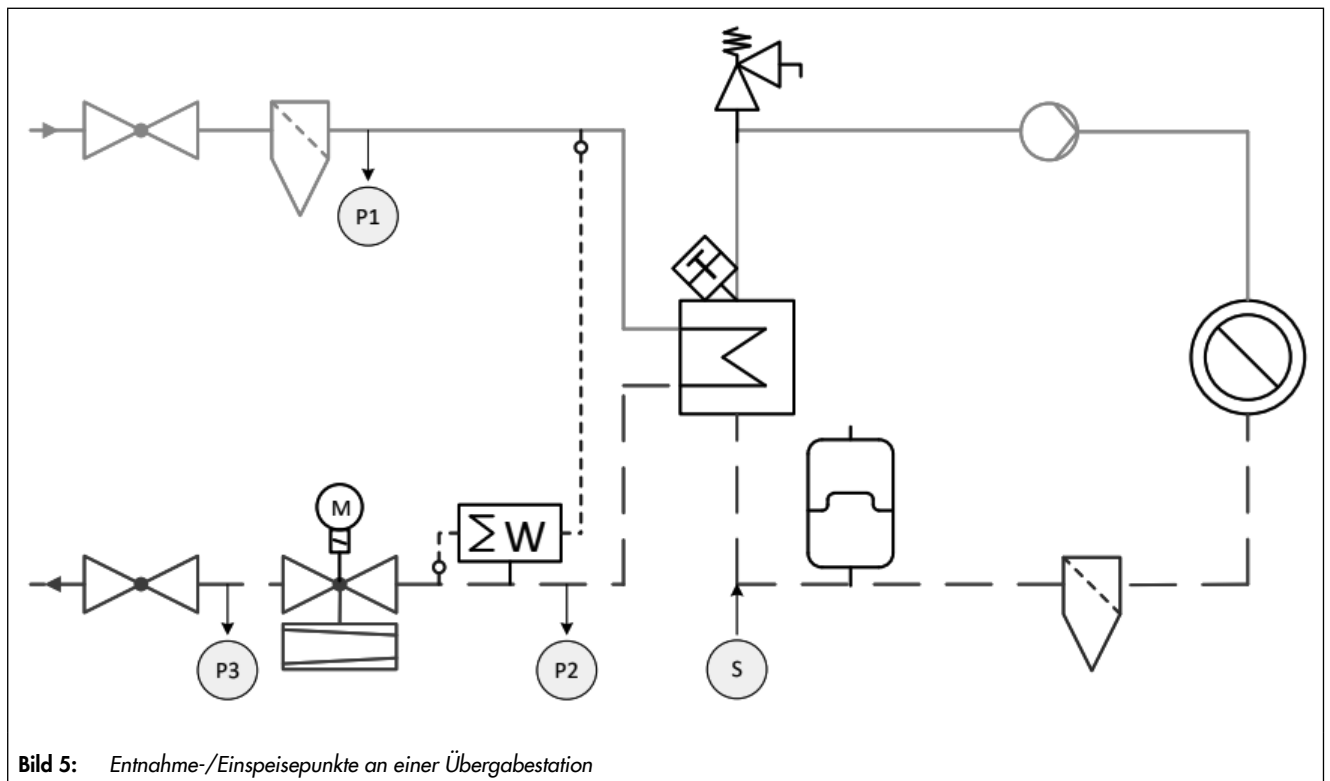 P1
M
ΣW
P3
P2
S
Bild 5: Entnahme-/Einspeisepunkte an einer Übergabestation